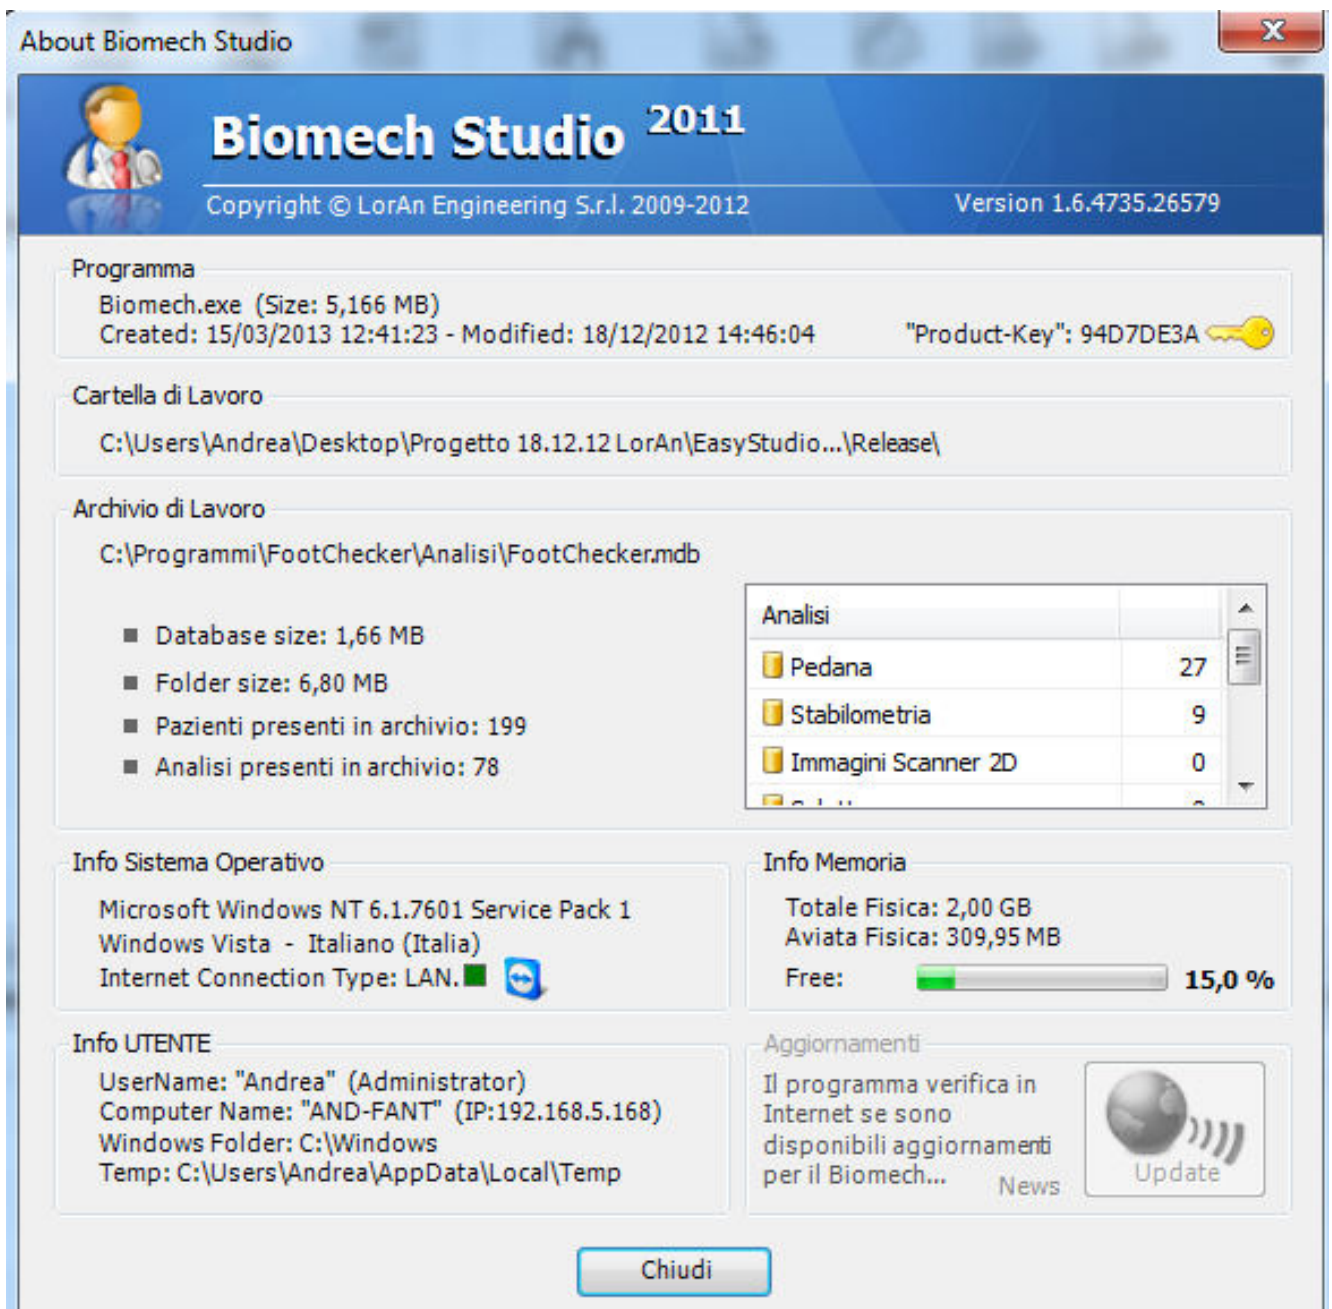 About Biomech Studio
Biomech Studio 2011
Copyright © LorAn Engineering S.r.l. 2009-2012
Version 1.6.4735.26579
Programma
Biomech.exe (Size: 5,166 MB)
Created: 15/03/2013 12:41:23 - Modified: 18/12/2012 14:46:04
"Product-Key": 94D7DE3A
Cartella di Lavoro
C:\Users\Andrea\Desktop\Progetto 18.12.12 LorAn\EasyStudio...\Release\
Archivio di Lavoro
C:\Programmi\FootChecker\Analisi\FootChecker.mdb
Database size: 1,66 MB
Folder size: 6,80 MB
Pazienti presenti in archivio: 199
Analisi presenti in archivio: 78
Analisi
Pedana 27
Stabilometria 9
Immagini Scanner 2D 0
Info Sistema Operativo
Microsoft Windows NT 6.1.7601 Service Pack 1
Windows Vista - Italiano (Italia)
Internet Connection Type: LAN.
Info Memoria
Totale Fisica: 2,00 GB
Aviata Fisica: 309,95 MB
Free: 15,0 %
Info UTENTE
UserName: "Andrea" (Administrator)
Computer Name: "AND-FANT" (IP:192.168.5.168)
Windows Folder: C:\Windows
Temp: C:\Users\Andrea\AppData\Local\Temp
Aggiornamenti
Il programma verifica in
Internet se sono
disponibili aggiornamenti
per il Biomech...
News
Update
Chiudi